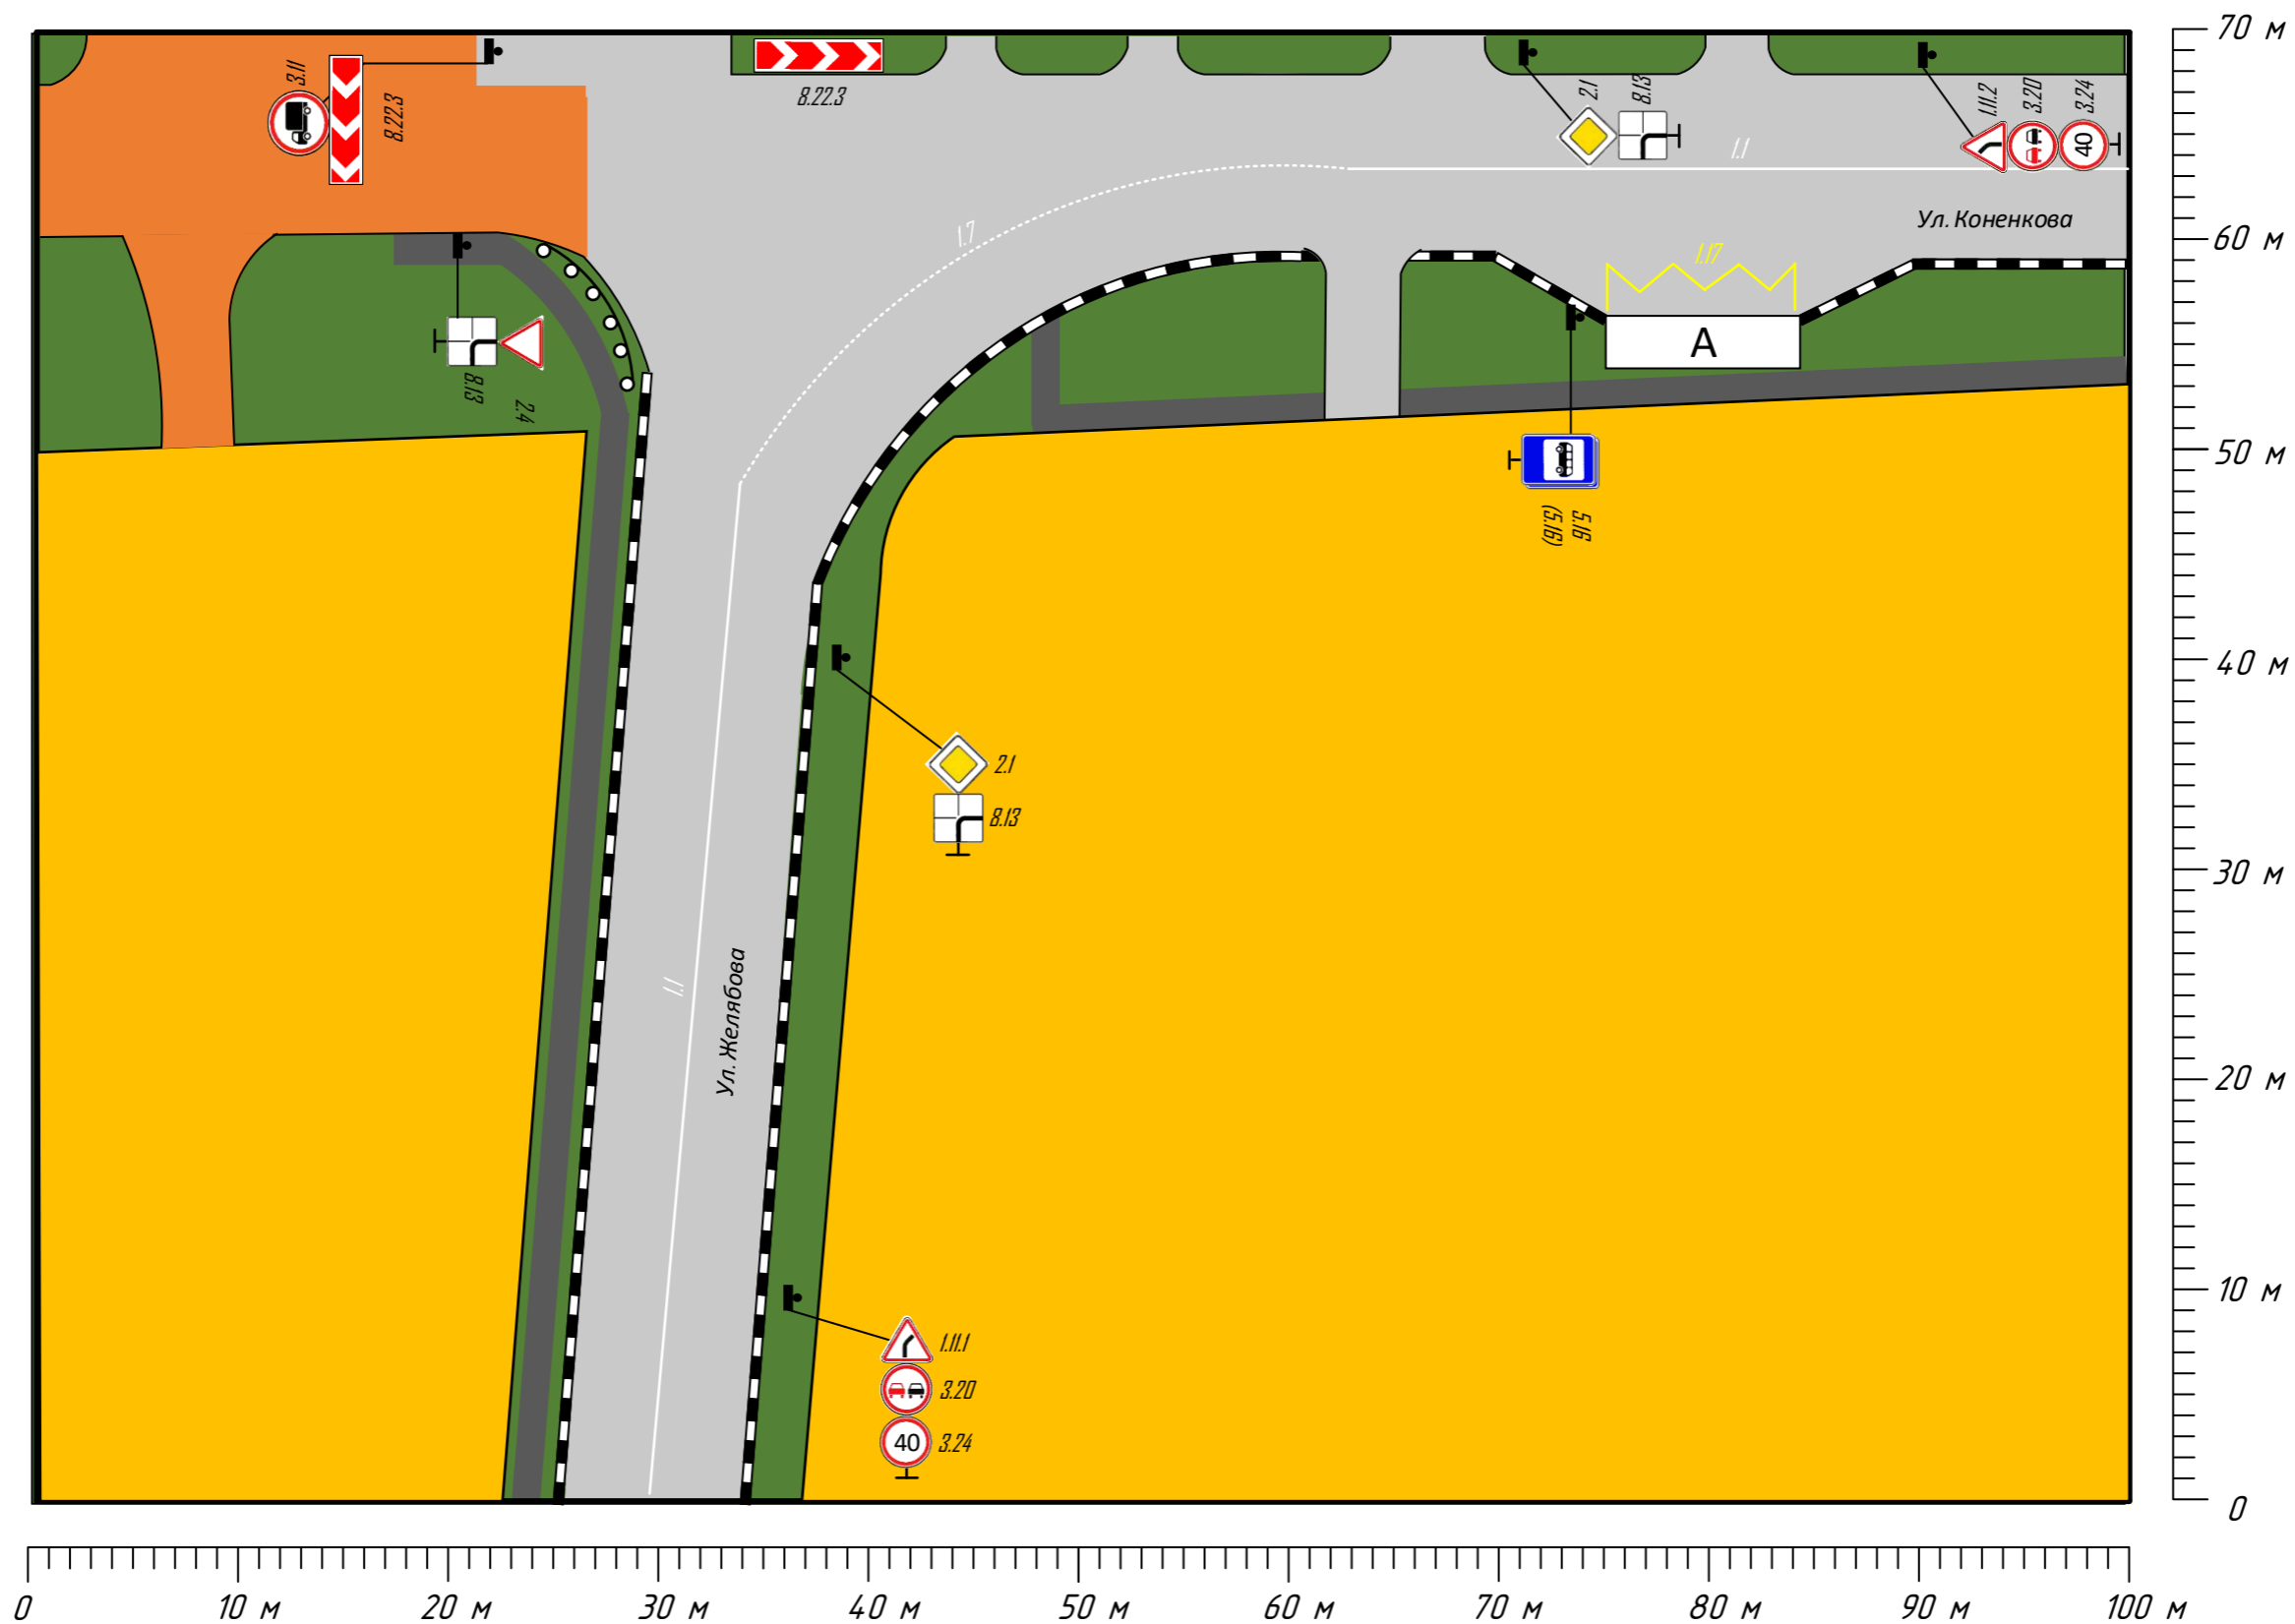 70 м
3.11
8.22.3
8.22.3
2.1
8.13
1.11.2
3.20
3.24
40
1.1
Ул. Коненкова
60 м
1.7
1.17
А
8.13
2.4
50 м
5.16
(5.16)
40 м
2.1
8.13
30 м
1.1
Ул. Желябова
20 м
10 м
1.11.1
3.20
40
3.24
0
0
10 м
20 м
30 м
40 м
50 м
60 м
70 м
80 м
90 м
100 м